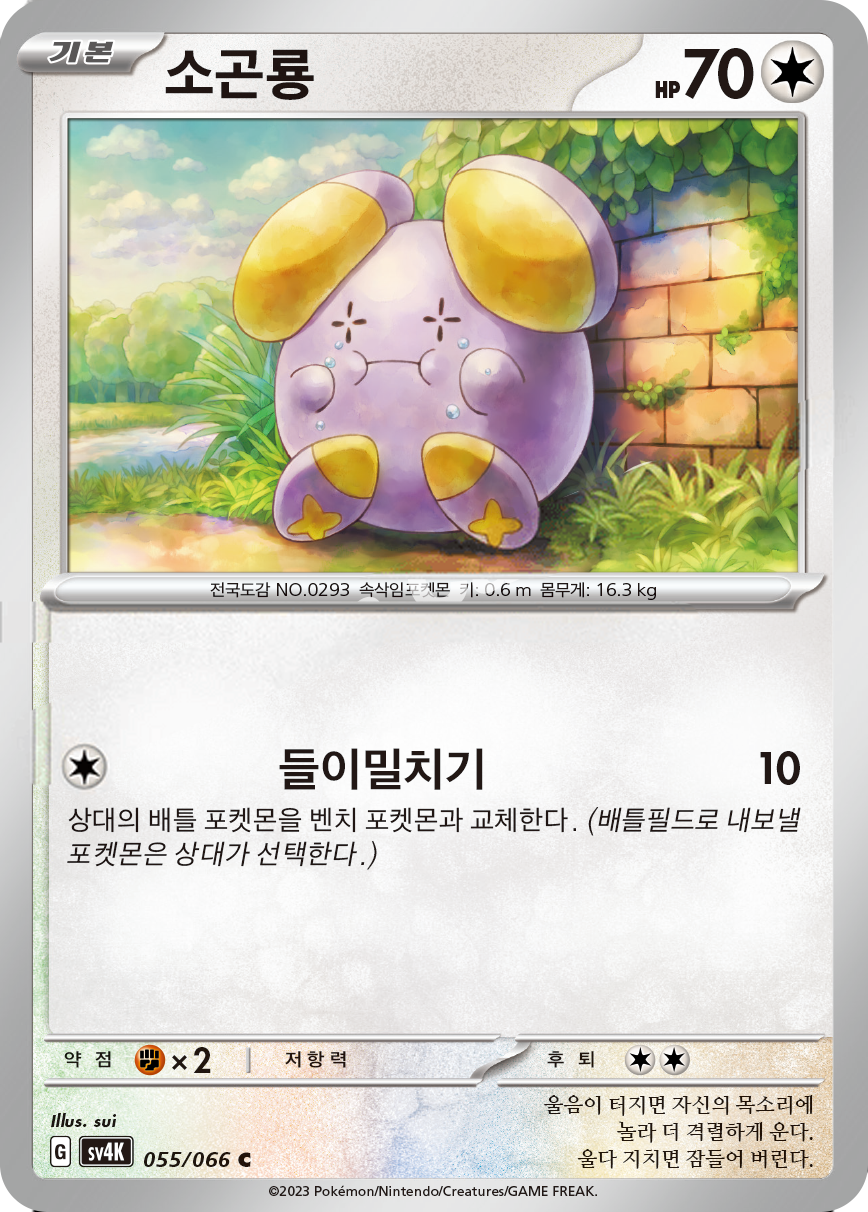 기본 소곤룡 HP 70
전국도감 NO.0293 속삭임포켓몬 키: 0.6 m 몸무게: 16.3 kg
들이밀치기 10
상대의 배틀 포켓몬을 벤치 포켓몬과 교체한다. (배틀필드로 내보낼
포켓몬은 상대가 선택한다.)
약점 ×2 저항력 후퇴
울음이 터지면 자신의 목소리에
놀라 더 격렬하게 운다.
울다 지치면 잠들어 버린다.
Illus. sui
G sv4K 055/066 C
©2023 Pokémon/Nintendo/Creatures/GAME FREAK.